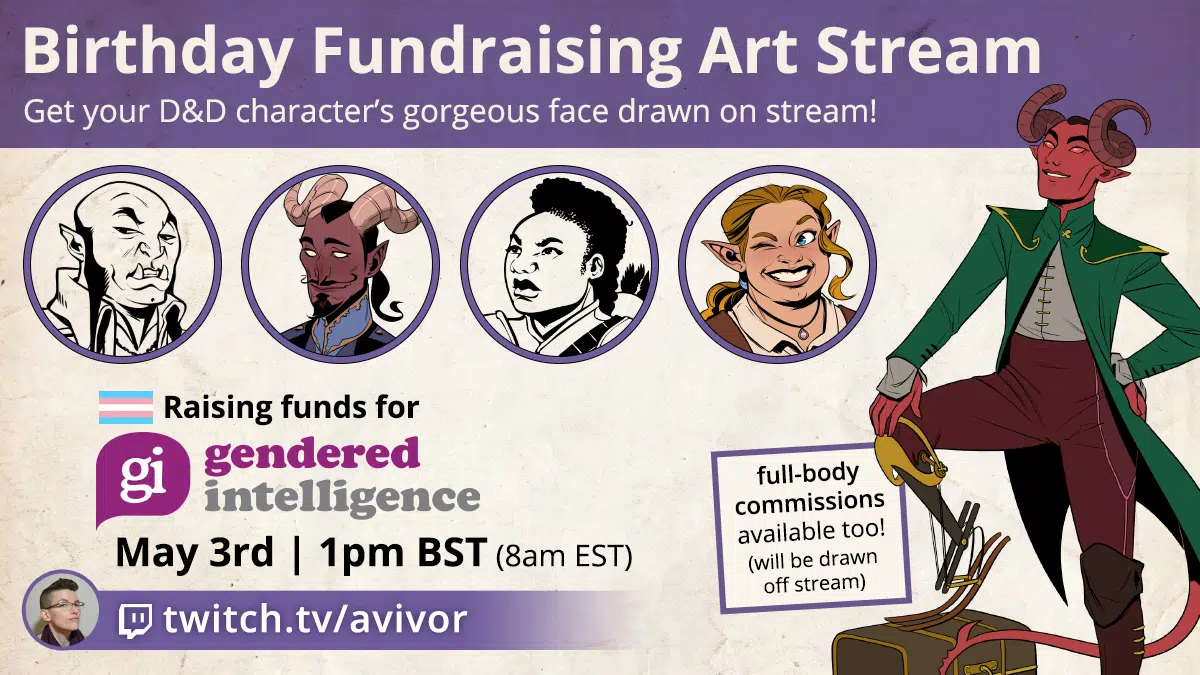 Birthday Fundraising Art Stream
Get your D&D character's gorgeous face drawn on stream!
Raising funds for
gi
gendered
intelligence
May 3rd | 1pm BST (8am EST)
twitch.tv/avivor
full-body
commissions
available too!
(will be drawn
off stream)